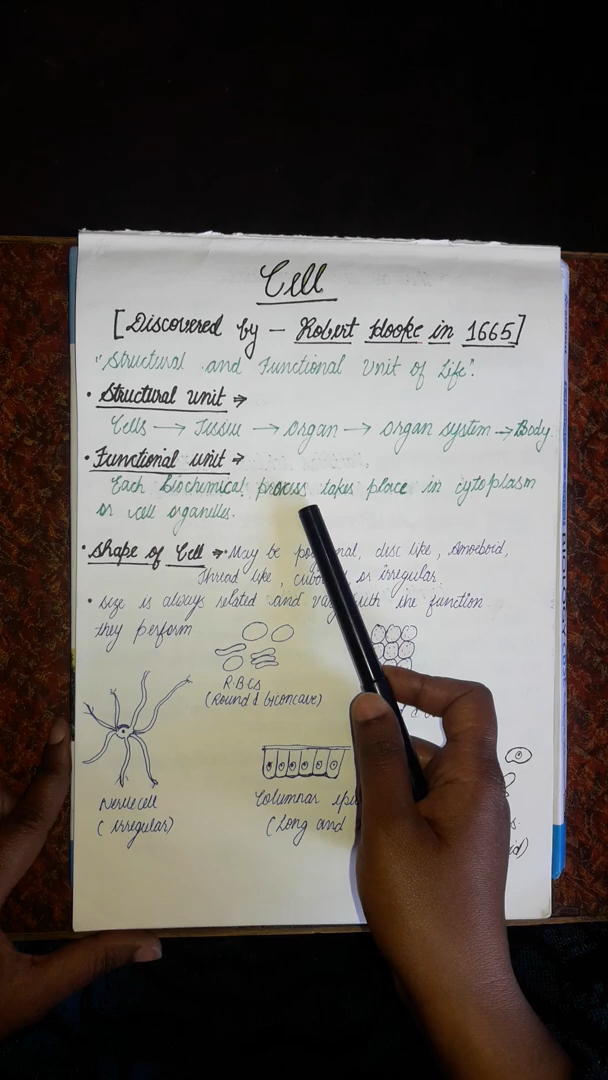 Cell
[Discovered by - Robert Hooke in 1665]
"Structural and Functional Unit of Life".
• Structural unit →
Cells → Tissue → Organ → Organ system → Body
• Functional unit →
Each Biochemical process takes place in cytoplasm
or cell organelles.
• Shape of Cell → • May be disc like, Amoeboid,
Thread like, or irregular
• size is always related and with the function
they perform
R.B.Cs
(Round & biconcave)
Nerve cell
(irregular)
Columnar
(Long and